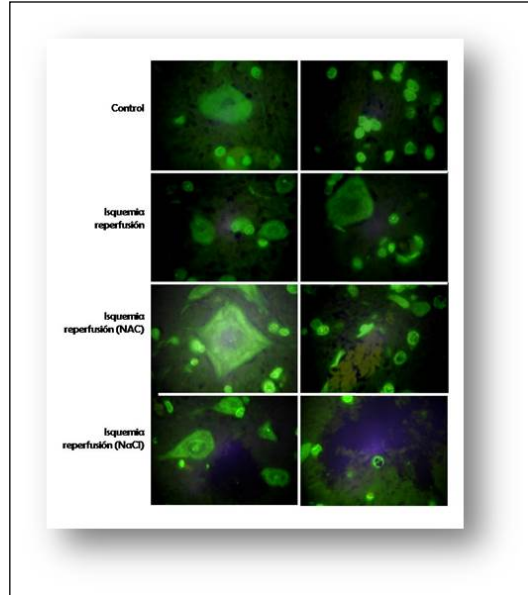 Control
Isquemia
reperfusión
Isquemia
reperfusión (NAC)
Isquemia
reperfusión (NaCl)